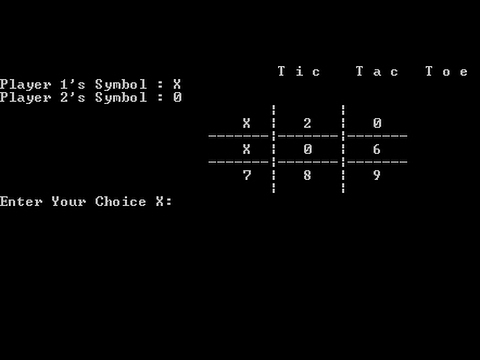 T i c   T a c   T o e
Player 1's Symbol : X
Player 2's Symbol : 0
X ¦ 2 ¦ 0
X ¦ 0 ¦ 6
7 ¦ 8 ¦ 9
Enter Your Choice X: